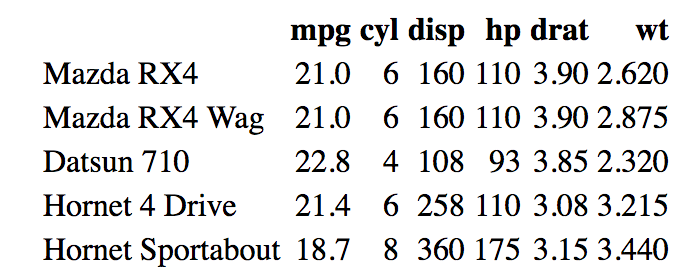 mpg cyl disp hp drat wt
Mazda RX4 21.0 6 160 110 3.90 2.620
Mazda RX4 Wag 21.0 6 160 110 3.90 2.875
Datsun 710 22.8 4 108 93 3.85 2.320
Hornet 4 Drive 21.4 6 258 110 3.08 3.215
Hornet Sportabout 18.7 8 360 175 3.15 3.440